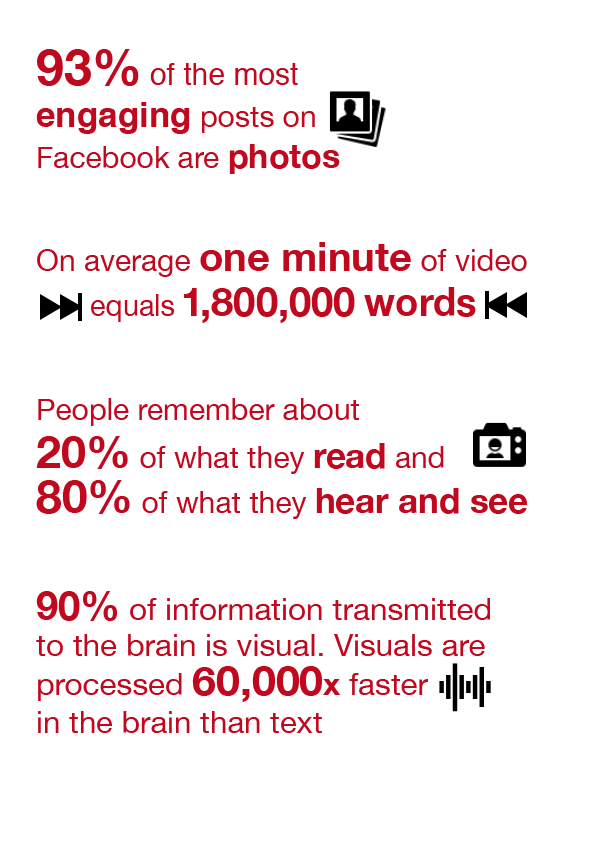 93% of the most
engaging posts on
Facebook are photos
On average one minute of video
equals 1,800,000 words
People remember about
20% of what they read and
80% of what they hear and see
90% of information transmitted
to the brain is visual. Visuals are
processed 60,000x faster
in the brain than text